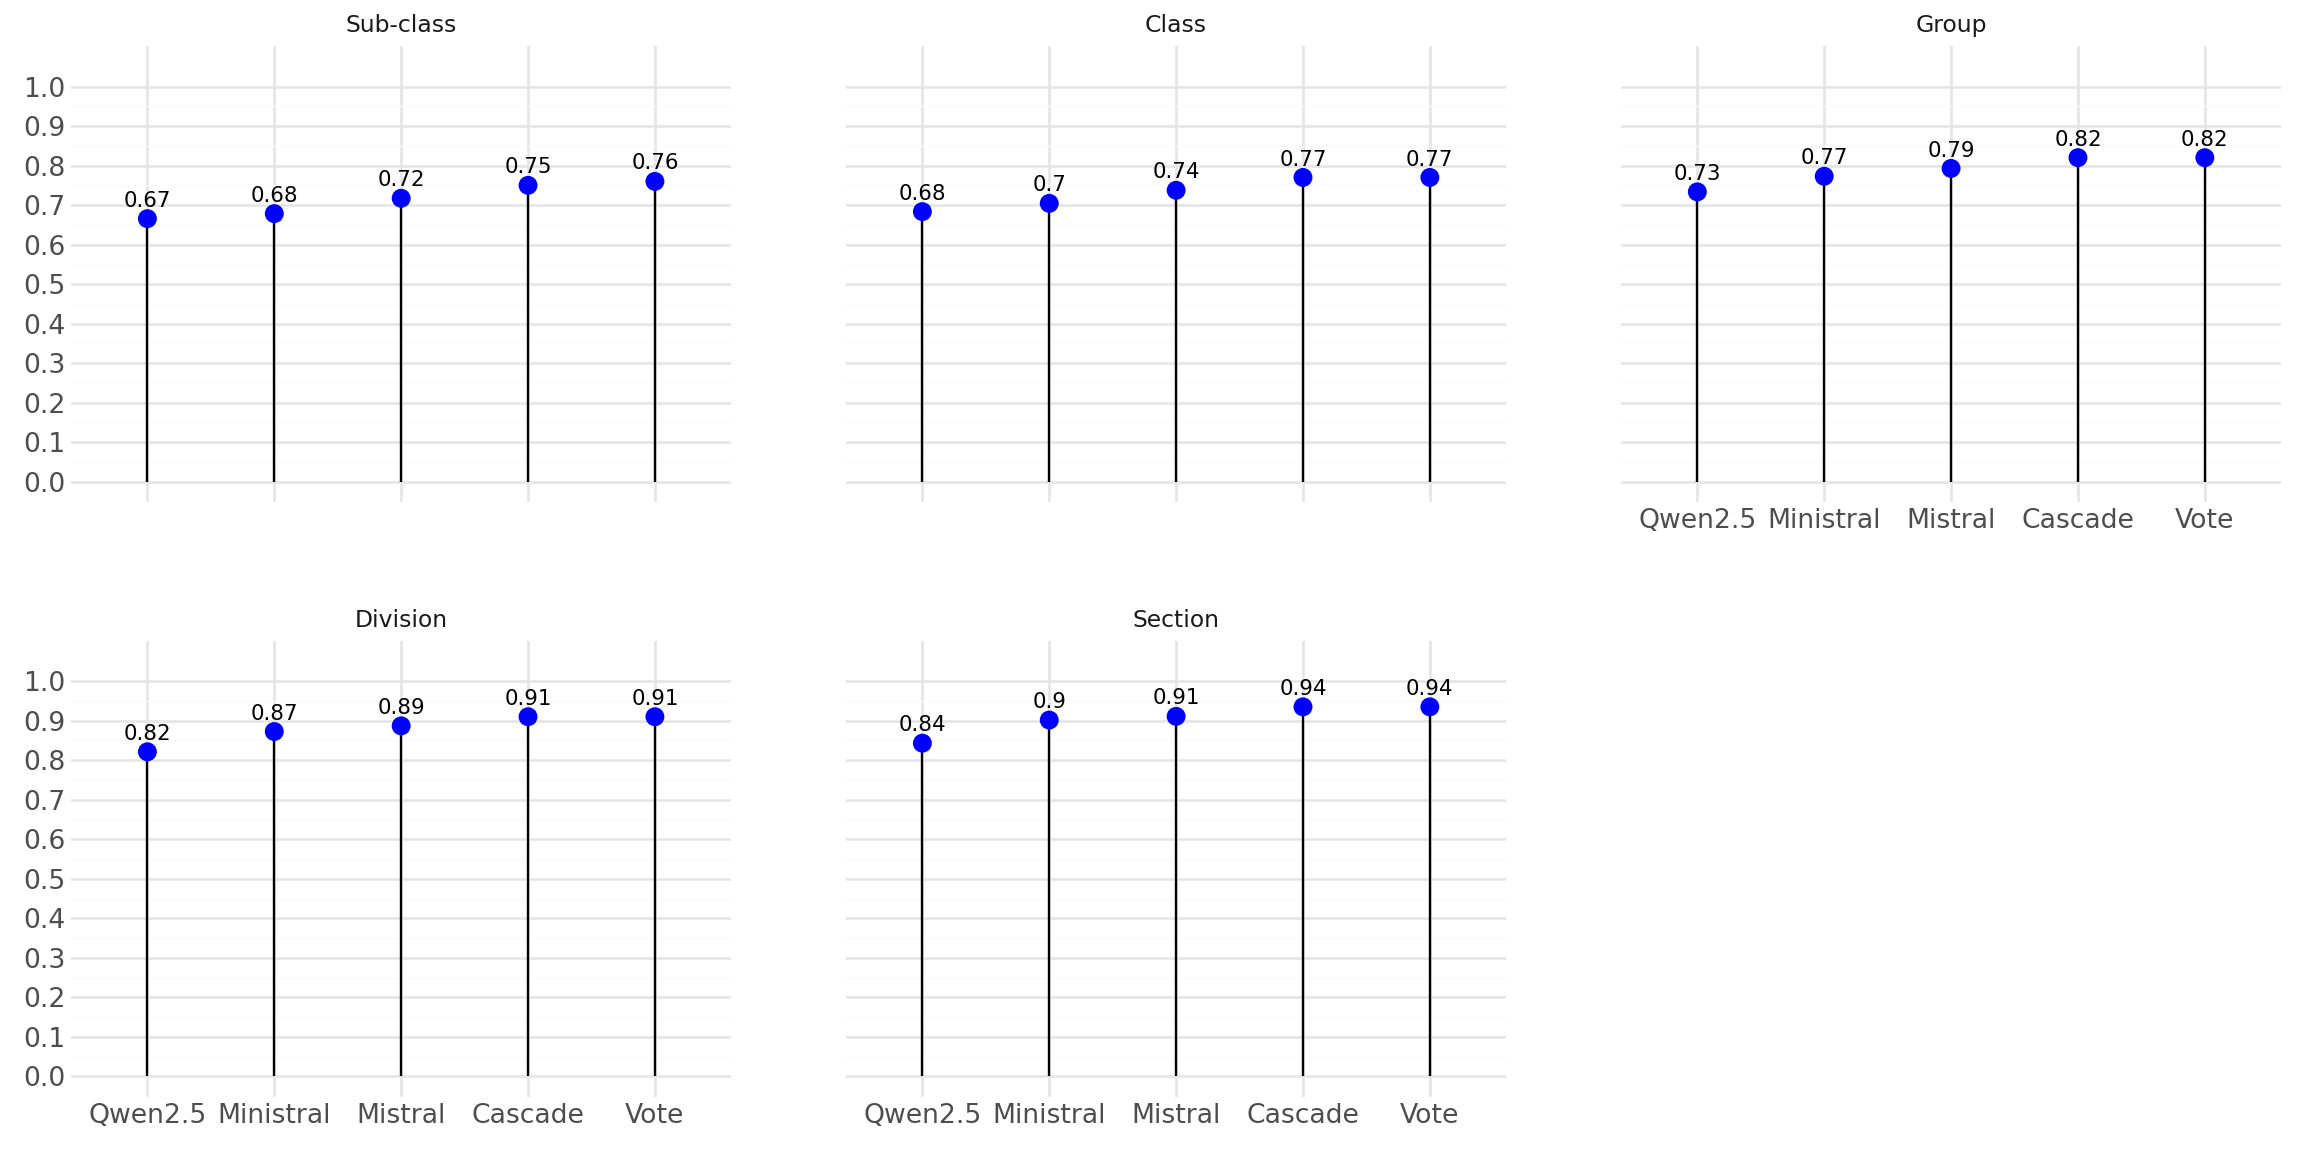 Sub-class
Class
Group
1.0
0.9
0.8
0.7
0.6
0.5
0.4
0.3
0.2
0.1
0.0
0.67 0.68 0.72 0.75 0.76
0.68 0.7 0.74 0.77 0.77
0.73 0.77 0.79 0.82 0.82
Qwen2.5 Ministral Mistral Cascade Vote
Division
Section
1.0
0.9
0.8
0.7
0.6
0.5
0.4
0.3
0.2
0.1
0.0
0.82 0.87 0.89 0.91 0.91
0.84 0.9 0.91 0.94 0.94
Qwen2.5 Ministral Mistral Cascade Vote
Qwen2.5 Ministral Mistral Cascade Vote